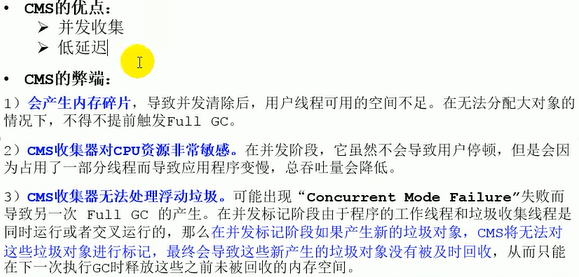 • CMS的优点：
➢ 并发收集
➢ 低延迟
• CMS的弊端：
1）会产生内存碎片，导致并发清除后，用户线程可用的空间不足。在无法分配大对象的
情况下，不得不提前触发Full GC。
2）CMS收集器对CPU资源非常敏感。在并发阶段，它虽然不会导致用户停顿，但是会因
为占用了一部分线程而导致应用程序变慢，总吞吐量会降低。
3）CMS收集器无法处理浮动垃圾。可能出现“Concurrent Mode Failure”失败而
导致另一次 Full GC 的产生。在并发标记阶段由于程序的工作线程和垃圾收集线程是
同时运行或者交叉运行的，那么在并发标记阶段如果产生新的垃圾对象，CMS将无法对
这些垃圾对象进行标记，最终会导致这些新产生的垃圾对象没有被及时回收，从而只能
在下一次执行GC时释放这些之前未被回收的内存空间。